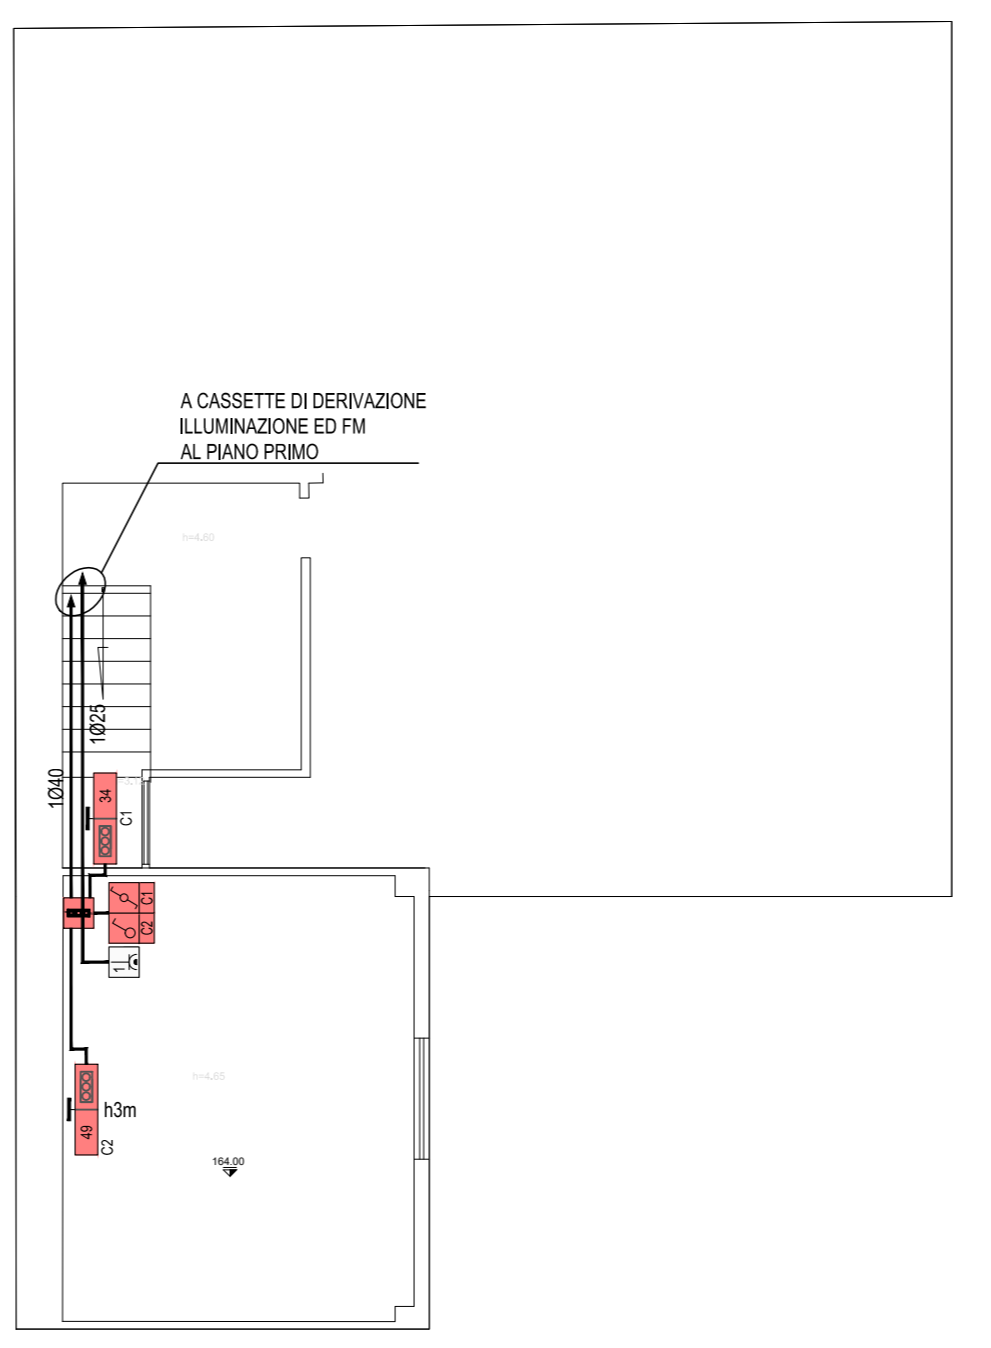 A CASSETTE DI DERIVAZIONE
ILLUMINAZIONE ED FM
AL PIANO PRIMO
h=4.60
1Ø25
1Ø40
34
C1
C1
C2
1
h=4.65
h3m
49
C2
164.00